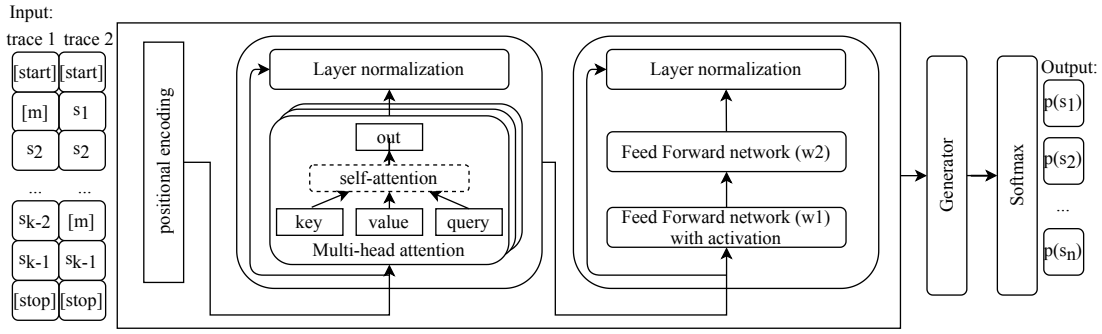 Input:
trace 1 trace 2
[start] [start]
[m] s1
s2 s2
... ...
sk-2 [m]
sk-1 sk-1
[stop] [stop]
positional encoding
Layer normalization
out
self-attention
key value query
Multi-head attention
Layer normalization
Feed Forward network (w2)
Feed Forward network (w1)
with activation
Generator
Softmax
Output:
p(s1)
p(s2)
...
p(sn)